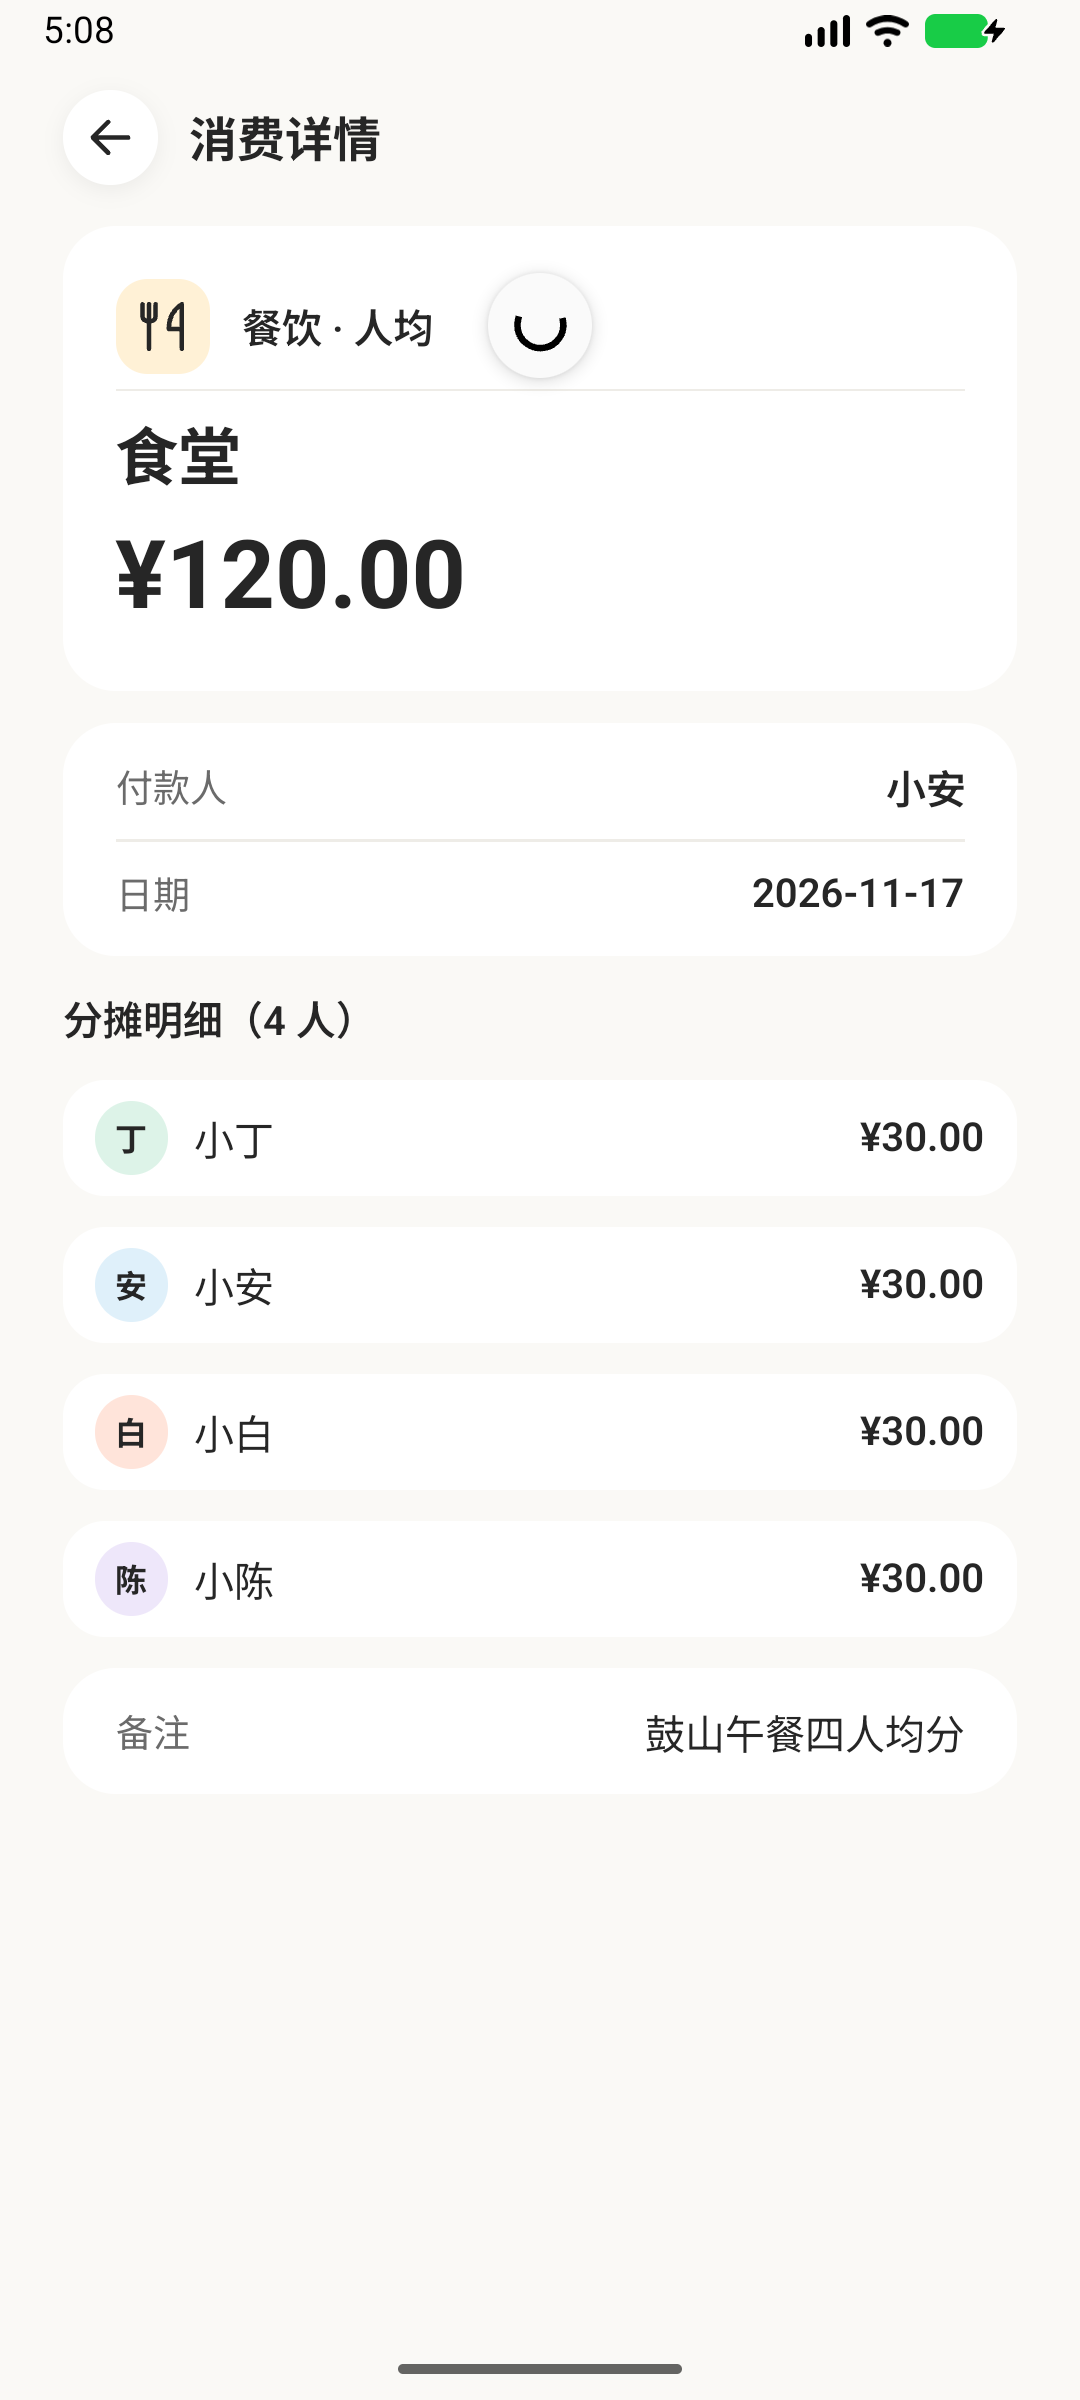 5:08
消费详情
餐饮 · 人均
食堂
¥120.00
付款人 小安
日期 2026-11-17
分摊明细（4 人）
丁 小丁 ¥30.00
安 小安 ¥30.00
白 小白 ¥30.00
陈 小陈 ¥30.00
备注 鼓山午餐四人均分